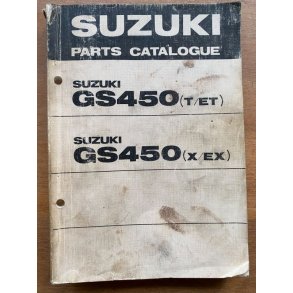 SUZUKI
PARTS CATALOGUE
SUZUKI
GS450(T/ET)
SUZUKI
GS450(X/EX)